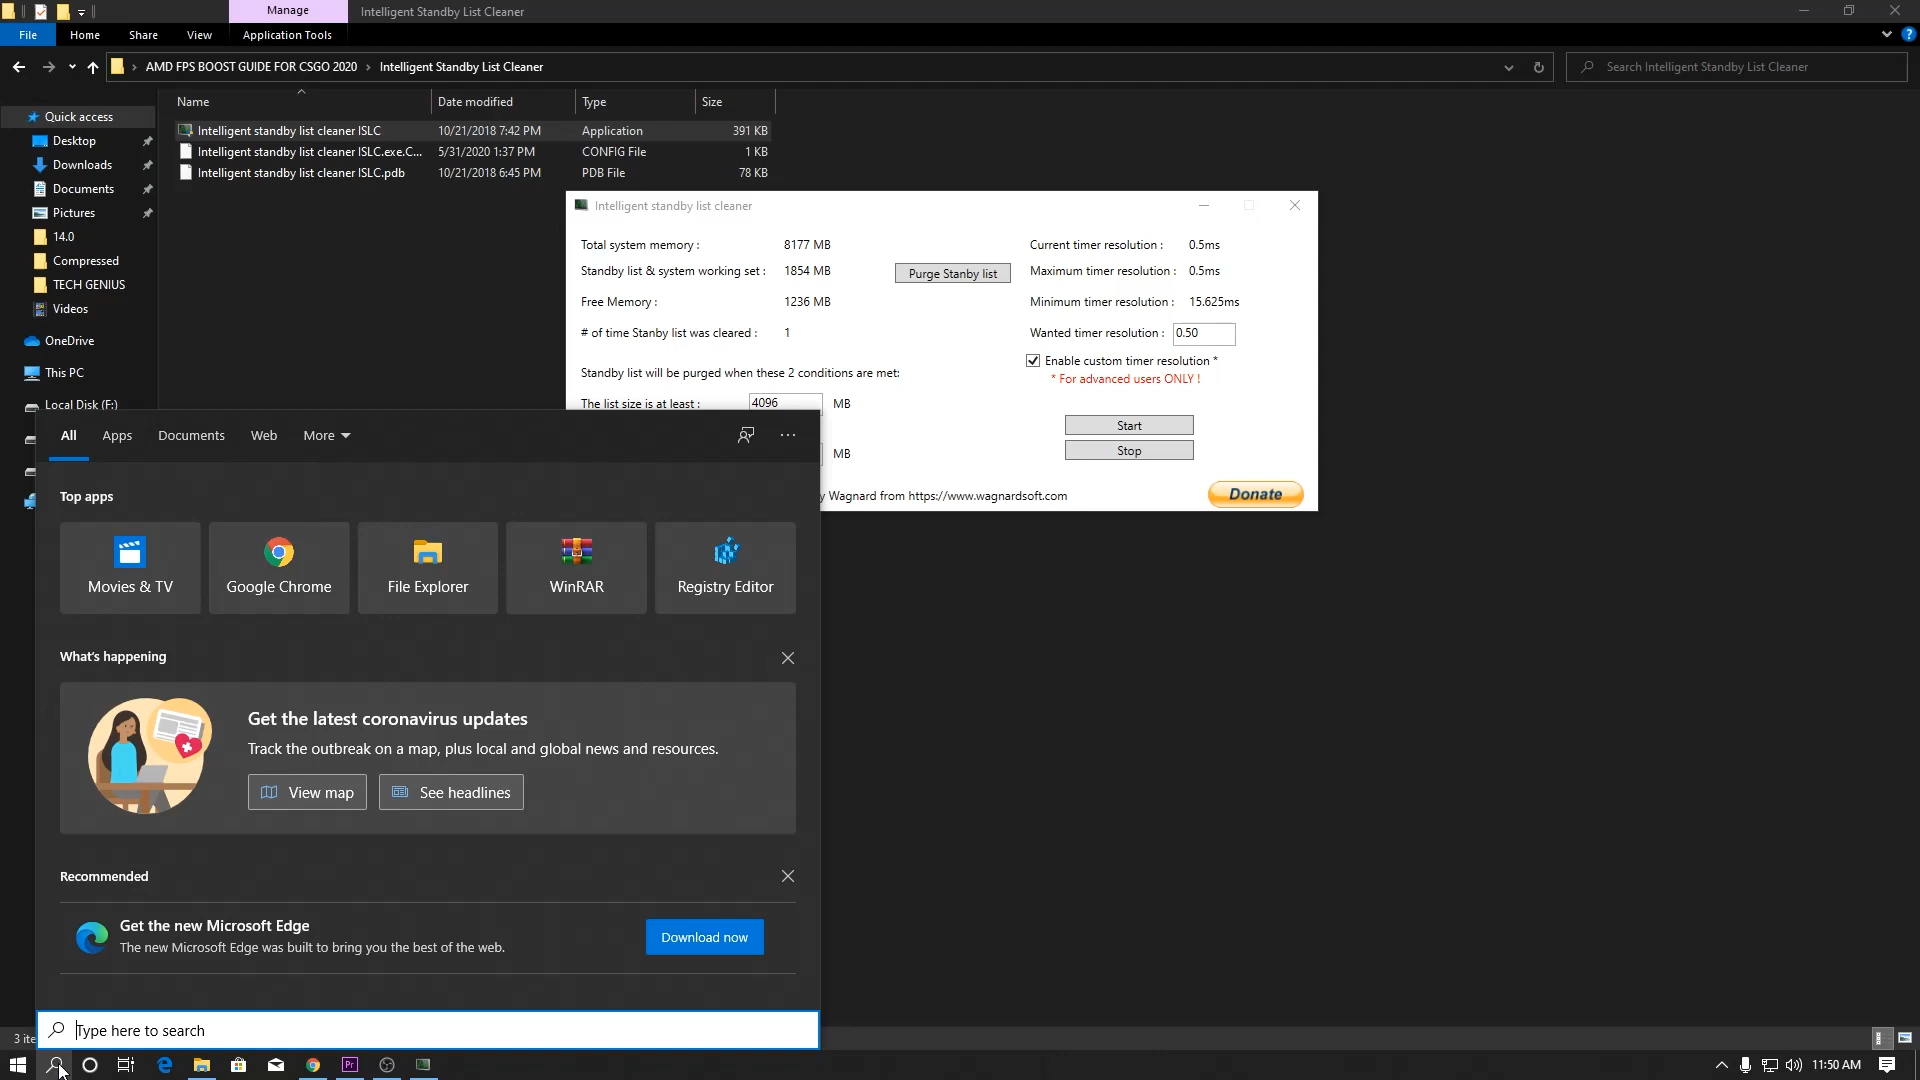 Manage
Intelligent Standby List Cleaner
File
Home
Share
View
Application Tools
AMD FPS BOOST GUIDE FOR CSGO 2020 > Intelligent Standby List Cleaner
Search Intelligent Standby List Cleaner
Name
Date modified
Type
Size
Intelligent standby list cleaner ISLC 10/21/2018 7:42 PM Application 391 KB
Intelligent standby list cleaner ISLC.exe.C... 5/31/2020 1:37 PM CONFIG File 1 KB
Intelligent standby list cleaner ISLC.pdb 10/21/2018 6:45 PM PDB File 78 KB
Quick access
Desktop
Downloads
Documents
Pictures
14.0
Compressed
TECH GENIUS
Videos
OneDrive
This PC
Local Disk (F:)
Intelligent standby list cleaner
Total system memory : 8177 MB
Standby list & system working set : 1854 MB
Purge Stanby list
Free Memory : 1236 MB
# of time Stanby list was cleared : 1
Standby list will be purged when these 2 conditions are met:
The list size is at least : 4096 MB
MB
y Wagnard from https://www.wagnardsoft.com
Current timer resolution : 0.5ms
Maximum timer resolution : 0.5ms
Minimum timer resolution : 15.625ms
Wanted timer resolution : 0.50
Enable custom timer resolution *
* For advanced users ONLY !
Start
Stop
Donate
All
Apps
Documents
Web
More
Top apps
Movies & TV
Google Chrome
File Explorer
WinRAR
Registry Editor
What's happening
Get the latest coronavirus updates
Track the outbreak on a map, plus local and global news and resources.
View map
See headlines
Recommended
Get the new Microsoft Edge
The new Microsoft Edge was built to bring you the best of the web.
Download now
Type here to search
3 ite
Pr
11:50 AM